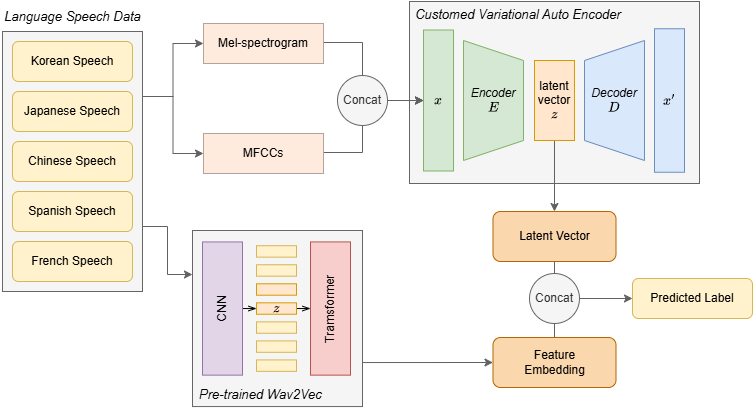 Language Speech Data
Korean Speech
Japanese Speech
Chinese Speech
Spanish Speech
French Speech
Mel-spectrogram
MFCCs
Concat
Customed Variational Auto Encoder
x
Encoder
E
latent
vector
z
Decoder
D
x′
Latent Vector
Concat
Predicted Label
Feature
Embedding
CNN
z
Tramsformer
Pre-trained Wav2Vec